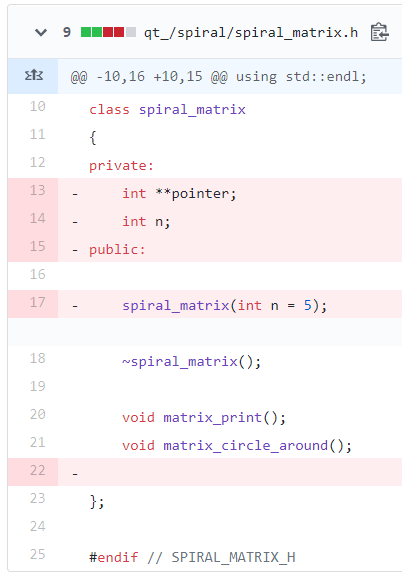 9 qt_/spiral/spiral_matrix.h
@@ -10,16 +10,15 @@ using std::endl;
10 class spiral_matrix
11 {
12 private:
13 - int **pointer;
14 - int n;
15 - public:
16
17 - spiral_matrix(int n = 5);
18 ~spiral_matrix();
19
20 void matrix_print();
21 void matrix_circle_around();
22 -
23 };
24
25 #endif // SPIRAL_MATRIX_H